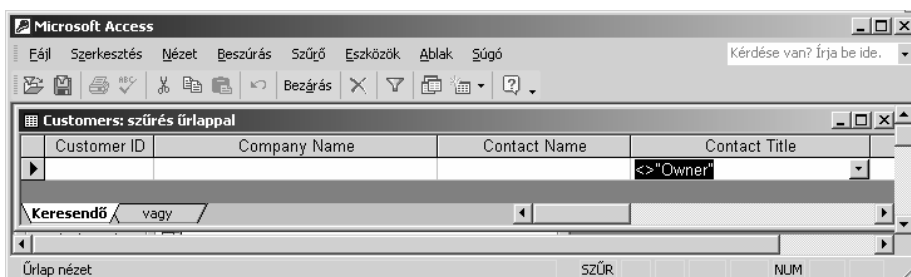 Microsoft Access
Fájl Szerkesztés Nézet Beszúrás Szűrő Eszközök Ablak Súgó Kérdése van? Írja be ide.
Bezárás
Customers: szűrés űrlappal
Customer ID Company Name Contact Name Contact Title
<>"Owner"
Keresendő vagy
Űrlap nézet SZŰR NUM